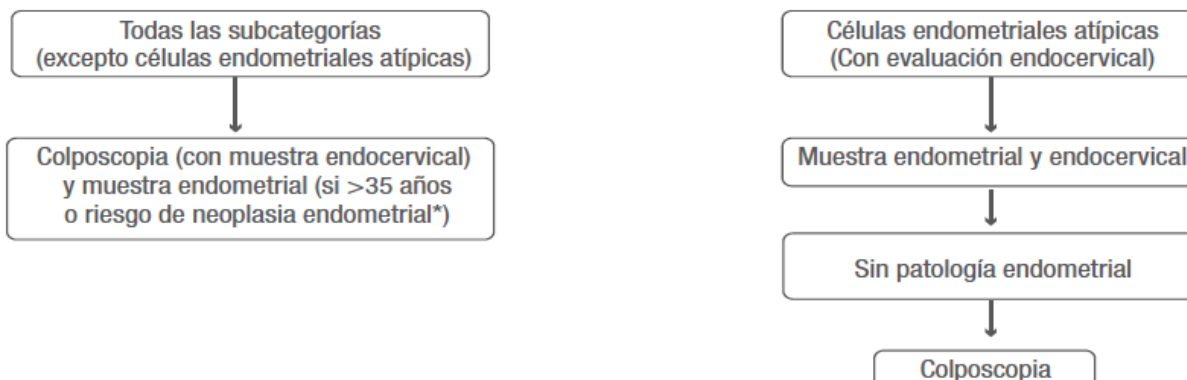 Todas las subcategorías
(excepto células endometriales atípicas)
Colposcopia (con muestra endocervical)
y muestra endometrial (si >35 años
o riesgo de neoplasia endometrial*)
Células endometriales atípicas
(Con evaluación endocervical)
Muestra endometrial y endocervical
Sin patología endometrial
Colposcopia